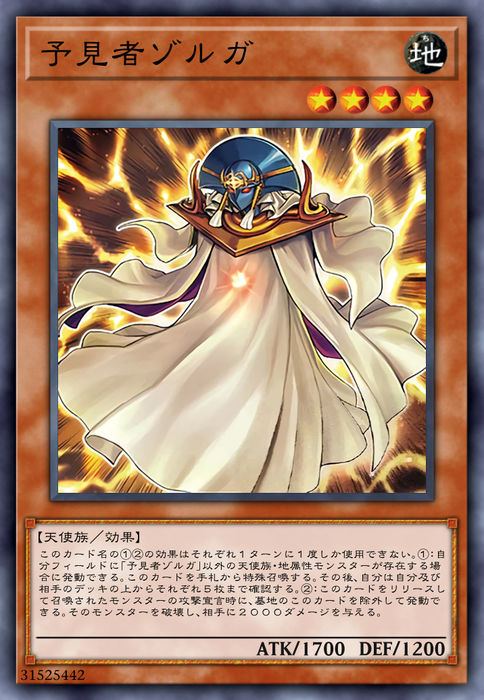 予見者ゾルガ
ち
地
【天使族／効果】
このカード名の①②の効果はそれぞれ１ターンに１度しか使用できない。①：自
分フィールドに「予見者ゾルガ」以外の天使族・地属性モンスターが存在する場
合に発動できる。このカードを手札から特殊召喚する。その後、自分は自分及び
相手のデッキの上からそれぞれ５枚まで確認する。②：このカードをリリースし
て召喚されたモンスターの攻撃宣言時に、墓地のこのカードを除外して発動で
きる。そのモンスターを破壊し、相手に２０００ダメージを与える。
ATK/1700 DEF/1200
31525442